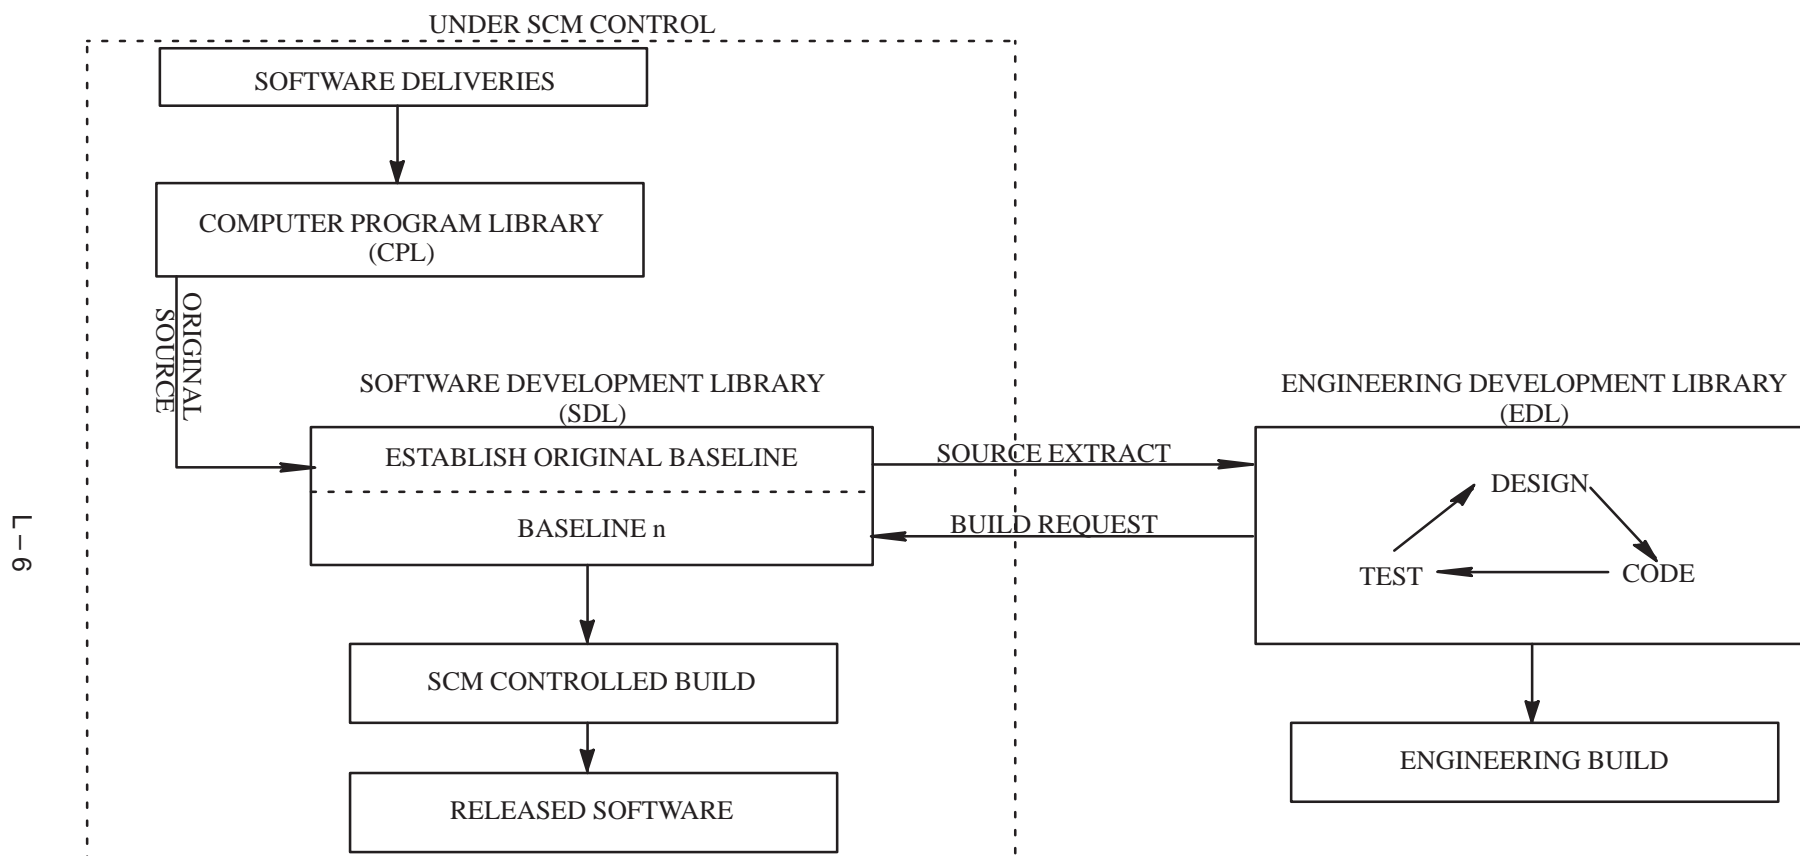 UNDER SCM CONTROL
SOFTWARE DELIVERIES
COMPUTER PROGRAM LIBRARY
(CPL)
ORIGINAL
SOURCE
SOFTWARE DEVELOPMENT LIBRARY
(SDL)
ESTABLISH ORIGINAL BASELINE
BASELINE n
SOURCE EXTRACT
BUILD REQUEST
ENGINEERING DEVELOPMENT LIBRARY
(EDL)
DESIGN
TEST
CODE
SCM CONTROLLED BUILD
ENGINEERING BUILD
RELEASED SOFTWARE
L–6